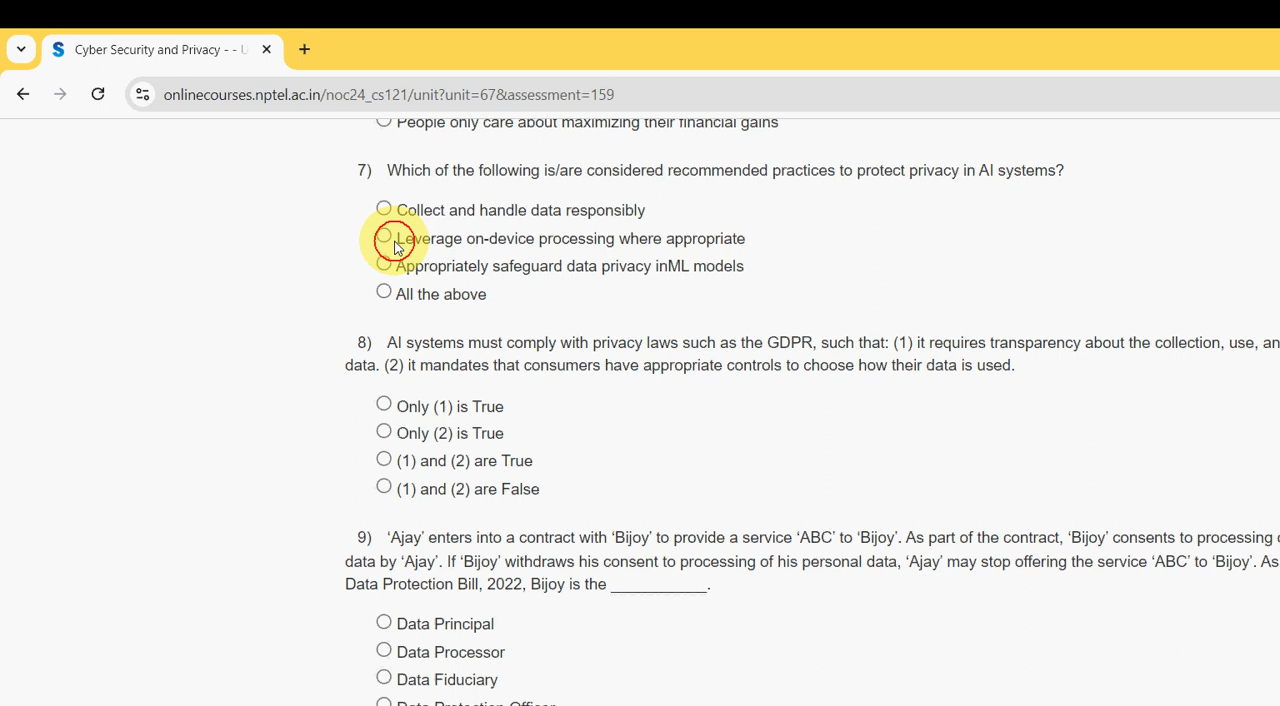 Cyber Security and Privacy - - U
onlinecourses.nptel.ac.in/noc24_cs121/unit?unit=67&assessment=159
People only care about maximizing their financial gains
7) Which of the following is/are considered recommended practices to protect privacy in AI systems?
Collect and handle data responsibly
Leverage on-device processing where appropriate
Appropriately safeguard data privacy inML models
All the above
8) AI systems must comply with privacy laws such as the GDPR, such that: (1) it requires transparency about the collection, use, an
data. (2) it mandates that consumers have appropriate controls to choose how their data is used.
Only (1) is True
Only (2) is True
(1) and (2) are True
(1) and (2) are False
9) ‘Ajay’ enters into a contract with ‘Bijoy’ to provide a service ‘ABC’ to ‘Bijoy’. As part of the contract, ‘Bijoy’ consents to processing
data by ‘Ajay’. If ‘Bijoy’ withdraws his consent to processing of his personal data, ‘Ajay’ may stop offering the service ‘ABC’ to ‘Bijoy’. As
Data Protection Bill, 2022, Bijoy is the ____________.
Data Principal
Data Processor
Data Fiduciary
Data Protection Officer